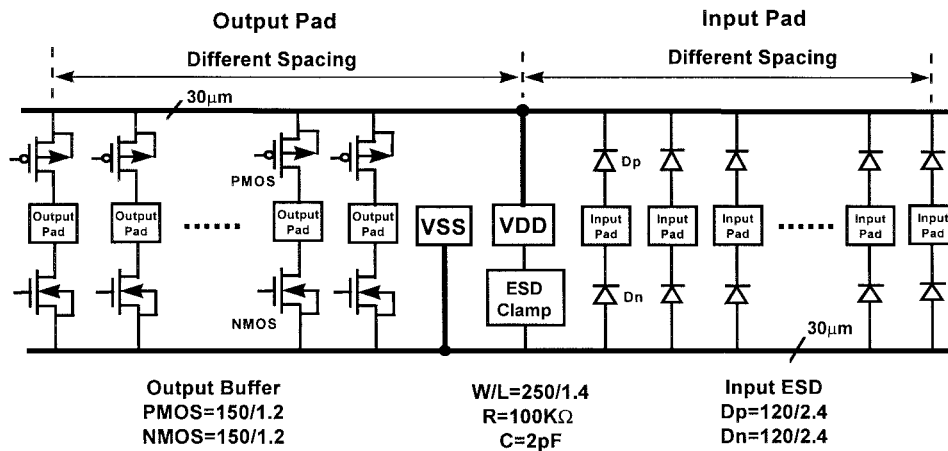 Output Pad
Input Pad
Different Spacing
Different Spacing
30μm
PMOS
Dp
Output Pad
Output Pad
Output Pad
Output Pad
VSS
VDD
Input Pad
Input Pad
Input Pad
Input Pad
Input Pad
ESD Clamp
NMOS
Dn
30μm
Output Buffer
PMOS=150/1.2
NMOS=150/1.2
W/L=250/1.4
R=100KΩ
C=2pF
Input ESD
Dp=120/2.4
Dn=120/2.4